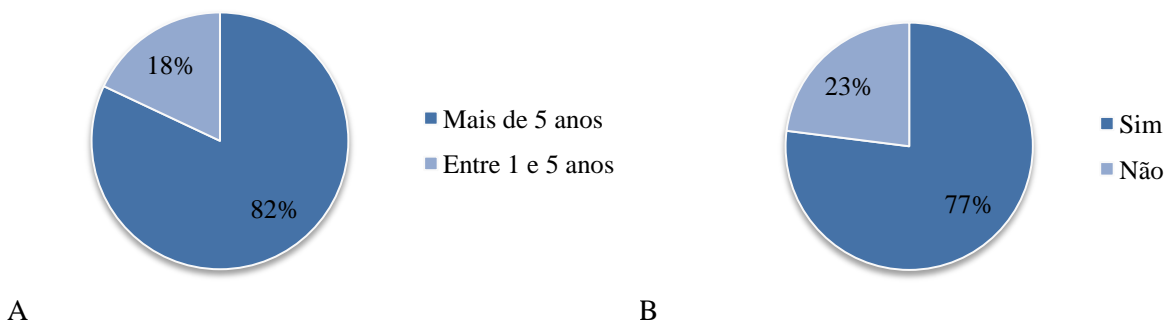 18%
82%
Mais de 5 anos
Entre 1 e 5 anos
A
23%
77%
Sim
Não
B